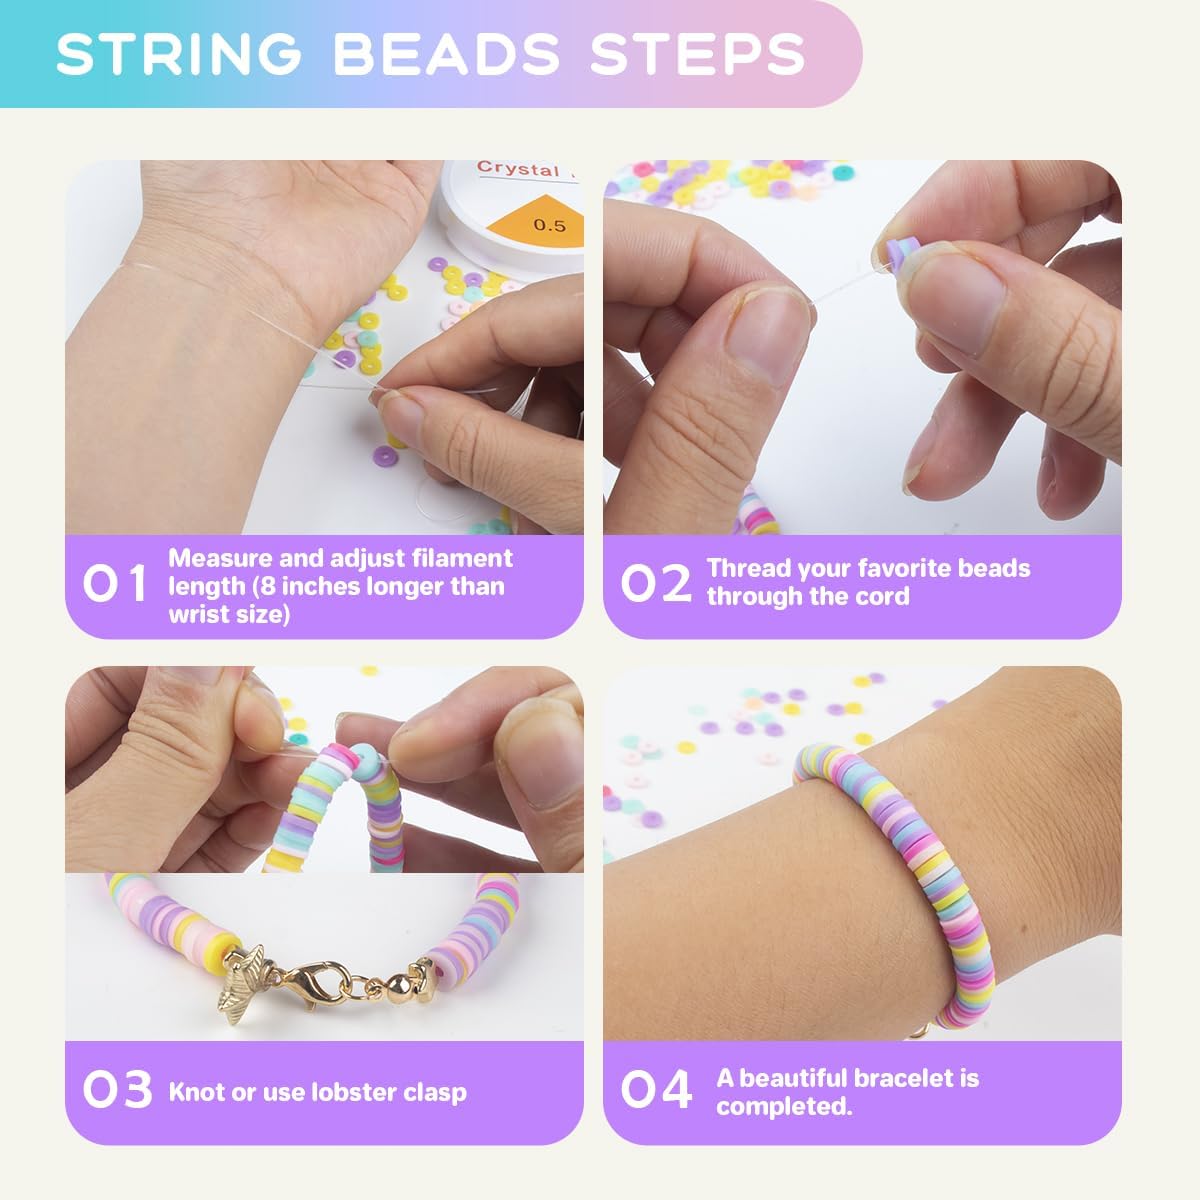 STRING BEADS STEPS
Crystal
0.5
01
Measure and adjust filament
length (8 inches longer than
wrist size)
02
Thread your favorite beads
through the cord
03
Knot or use lobster clasp
04
A beautiful bracelet is
completed.